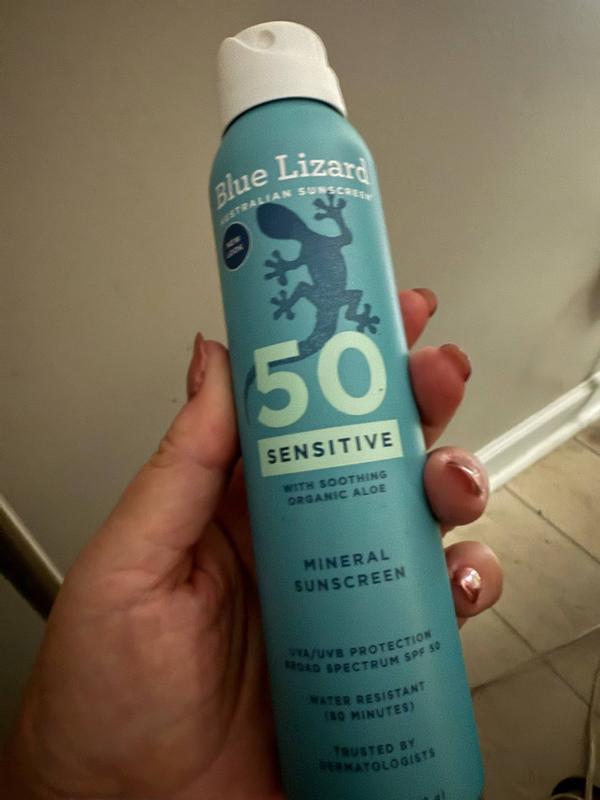 Blue Lizard
AUSTRALIAN SUNSCREEN
NEW
LOOK
50
SENSITIVE
WITH SOOTHING
ORGANIC ALOE
MINERAL
SUNSCREEN
UVA/UVB PROTECTION
BROAD SPECTRUM SPF 50
WATER RESISTANT
(80 MINUTES)
TRUSTED BY
DERMATOLOGISTS
g)